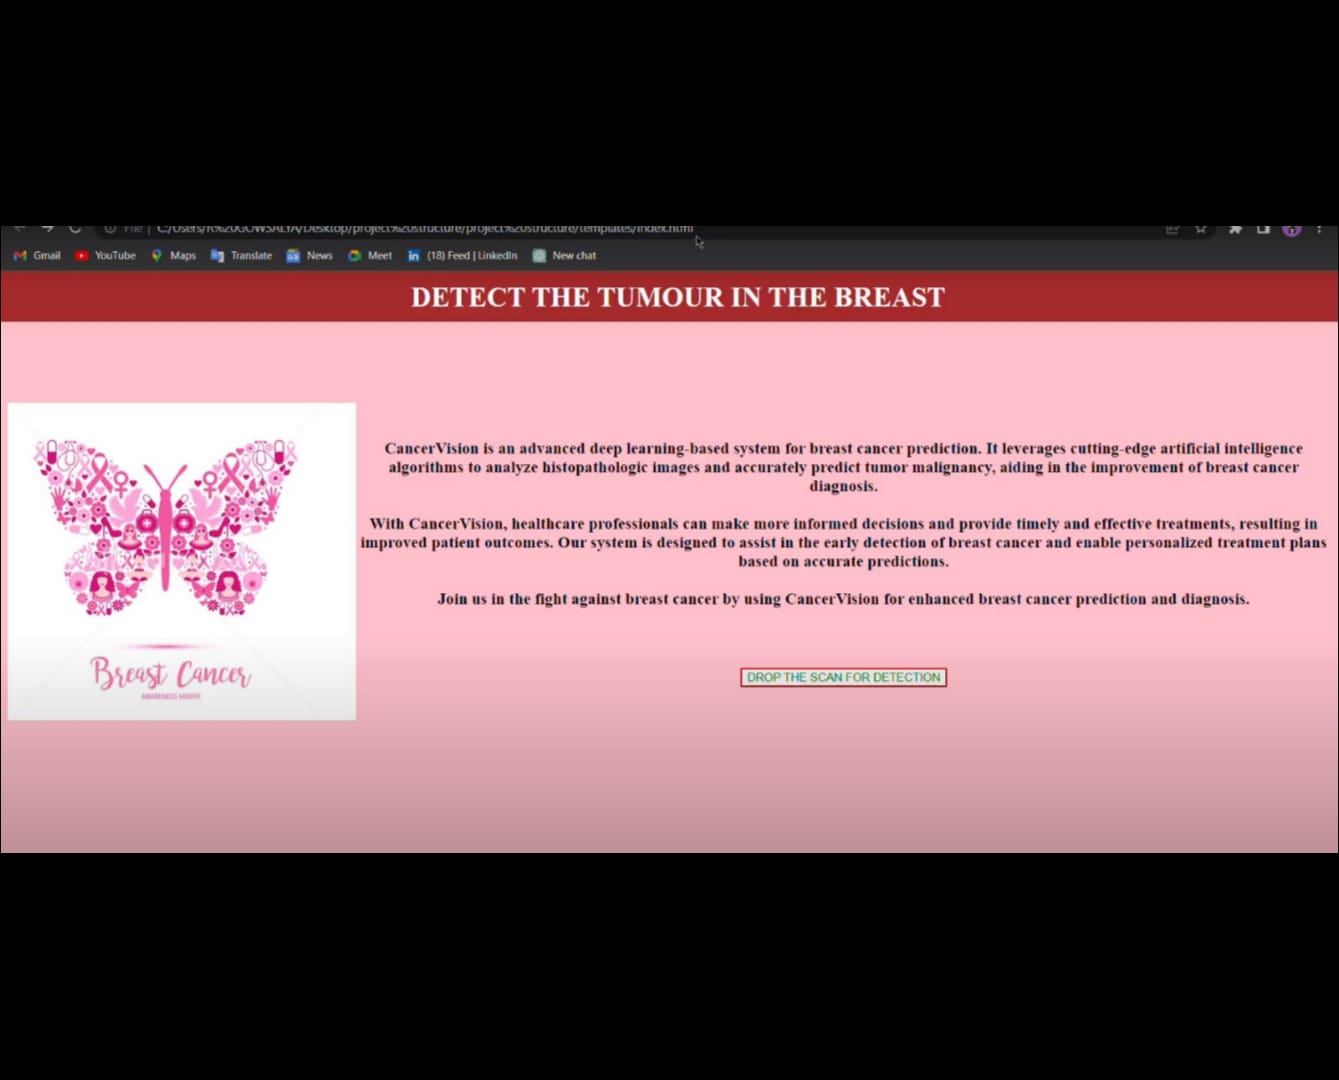 File | C:/Users/R%20GOWSALYA/Desktop/project%20structure/project%20structure/templates/index.html
Gmail YouTube Maps Translate News Meet (18) Feed | LinkedIn New chat
DETECT THE TUMOUR IN THE BREAST
CancerVision is an advanced deep learning-based system for breast cancer prediction. It leverages cutting-edge artificial intelligence
algorithms to analyze histopathologic images and accurately predict tumor malignancy, aiding in the improvement of breast cancer
diagnosis.
With CancerVision, healthcare professionals can make more informed decisions and provide timely and effective treatments, resulting in
improved patient outcomes. Our system is designed to assist in the early detection of breast cancer and enable personalized treatment plans
based on accurate predictions.
Join us in the fight against breast cancer by using CancerVision for enhanced breast cancer prediction and diagnosis.
Breast Cancer
AWARENESS MONTH
DROP THE SCAN FOR DETECTION